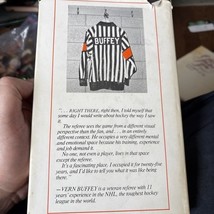 BUFFEY
". . . RIGHT THERE, right then, I told myself that
some day I would write about hockey the way I
saw it.
The referee sees the game from a different visual
perspective than the fan, and . . . in an entirely
different context. He occupies a very different mental
and emotional space because his training, experience
and job demand it.
No one, not even a player, lives in that space
except the referee.
It's a fascinating place. I occupied it for twenty five
years, and I'd like to tell you what it was like being
there."
—VERN BUFFEY is a veteran referee with 11
years' experience in the NHL, the toughest hockey
league in the world.